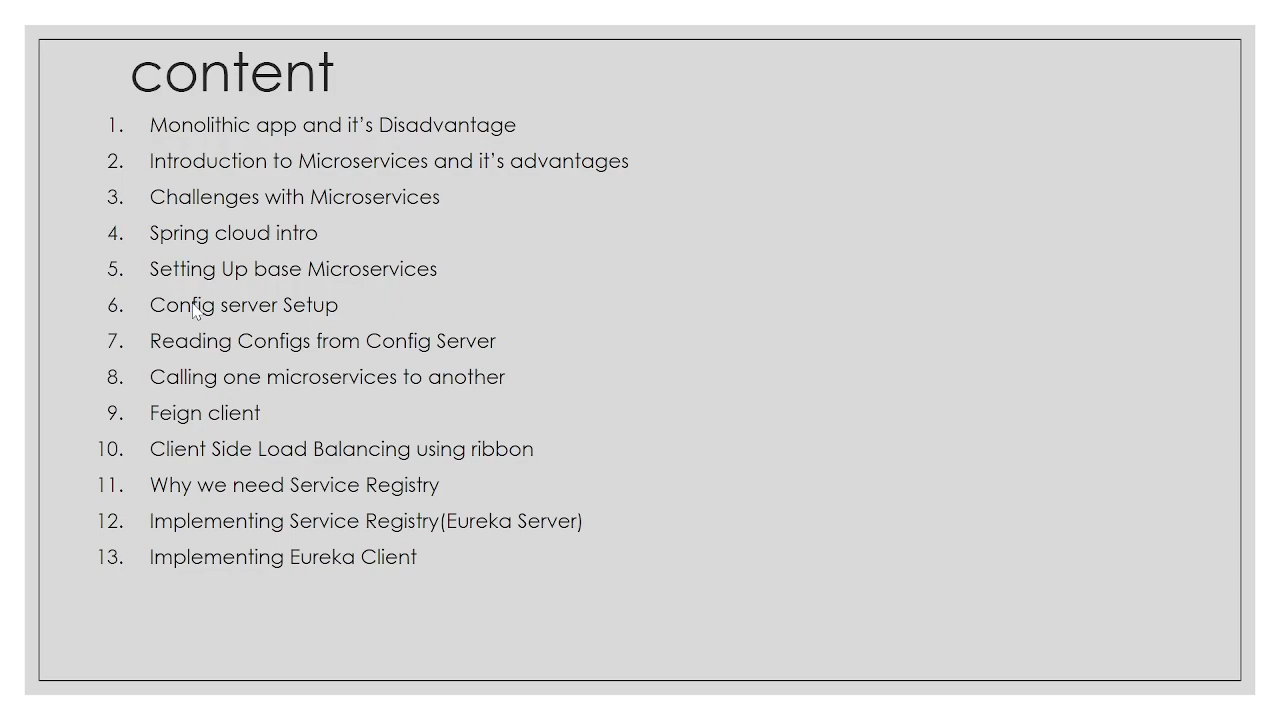 content
1. Monolithic app and it’s Disadvantage
2. Introduction to Microservices and it’s advantages
3. Challenges with Microservices
4. Spring cloud intro
5. Setting Up base Microservices
6. Config server Setup
7. Reading Configs from Config Server
8. Calling one microservices to another
9. Feign client
10. Client Side Load Balancing using ribbon
11. Why we need Service Registry
12. Implementing Service Registry(Eureka Server)
13. Implementing Eureka Client